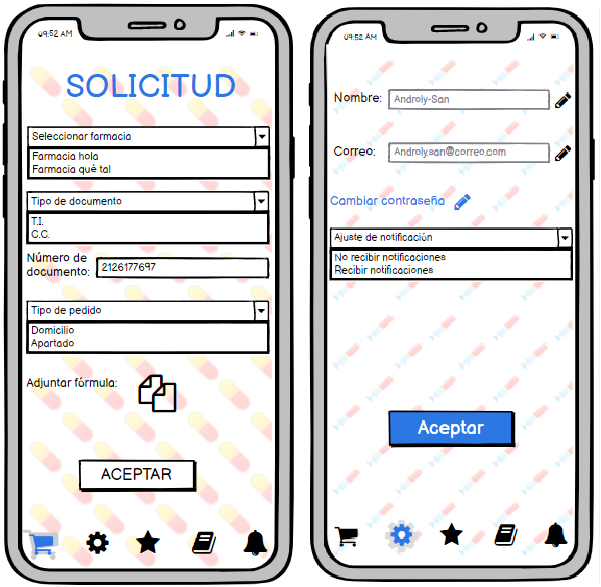 09:52 AM
SOLICITUD
Seleccionar farmacia
Farmacia hola
Farmacia qué tal
Tipo de documento
T.I.
C.C.
Número de
documento:
2126177697
Tipo de pedido
Domicilio
Apartado
Adjuntar fórmula:
ACEPTAR
09:52 AM
Nombre:
Androly-San
Correo:
Androly.san@correo.com
Cambiar contraseña
Ajuste de notificación
No recibir notificaciones
Recibir notificaciones
Aceptar